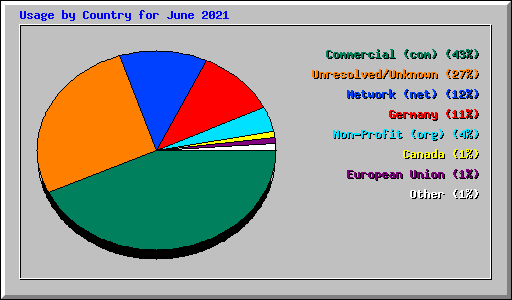 Usage by Country for June 2021
Commercial (com) (43%)
Unresolved/Unknown (27%)
Network (net) (12%)
Germany (11%)
Non-Profit (org) (4%)
Canada (1%)
European Union (1%)
Other (1%)